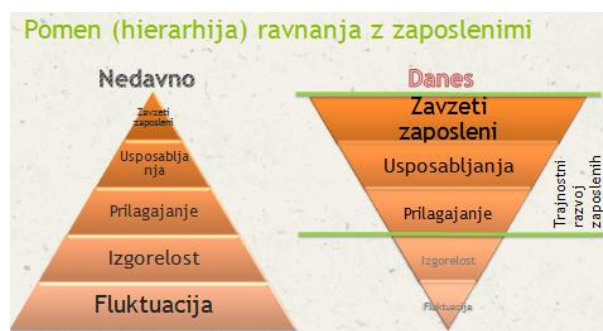 Pomen (hierarhija) ravnanja z zaposlenimi
Nedavno
Zavzeti
zaposleni
Usposablja
nja
Prilagajanje
Izgorelost
Fluktuacija
Danes
Zavzeti
zaposleni
Usposabljanja
Prilagajanje
Izgorelost
Fluktuacija
Trajnostni
razvoj
zaposlenih